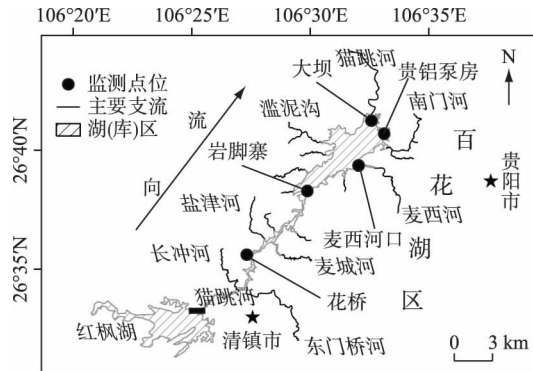 106°20′E
106°25′E
106°30′E
106°35′E
26°40′N
26°35′N
监测点位
主要支流
湖(库)区
流
向
猫跳河
大坝
贵铝泵房
N
滥泥沟
南门河
百
花
湖
区
岩脚寨
贵阳市
盐津河
麦西河
长冲河
麦西河口
麦城河
猫跳河
花桥
红枫湖
清镇市
东门桥河
0 3 km